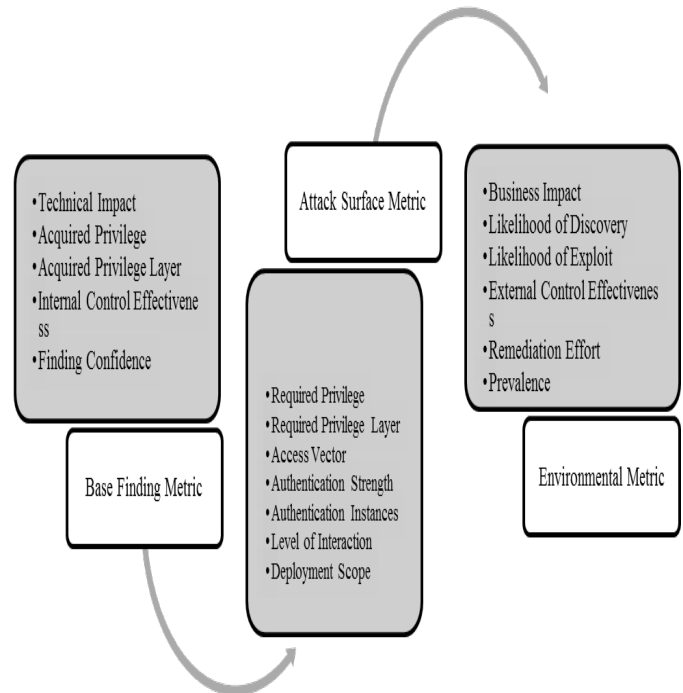 •Technical Impact
•Acquired Privilege
•Acquired Privilege Layer
•Internal Control Effectivene
ss
•Finding Confidence
Base Finding Metric
Attack Surface Metric
•Required Privilege
•Required Privilege Layer
•Access Vector
•Authentication Strength
•Authentication Instances
•Level of Interaction
•Deployment Scope
•Business Impact
•Likelihood of Discovery
•Likelihood of Exploit
•External Control Effectivenes
s
•Remediation Effort
•Prevalence
Environmental Metric